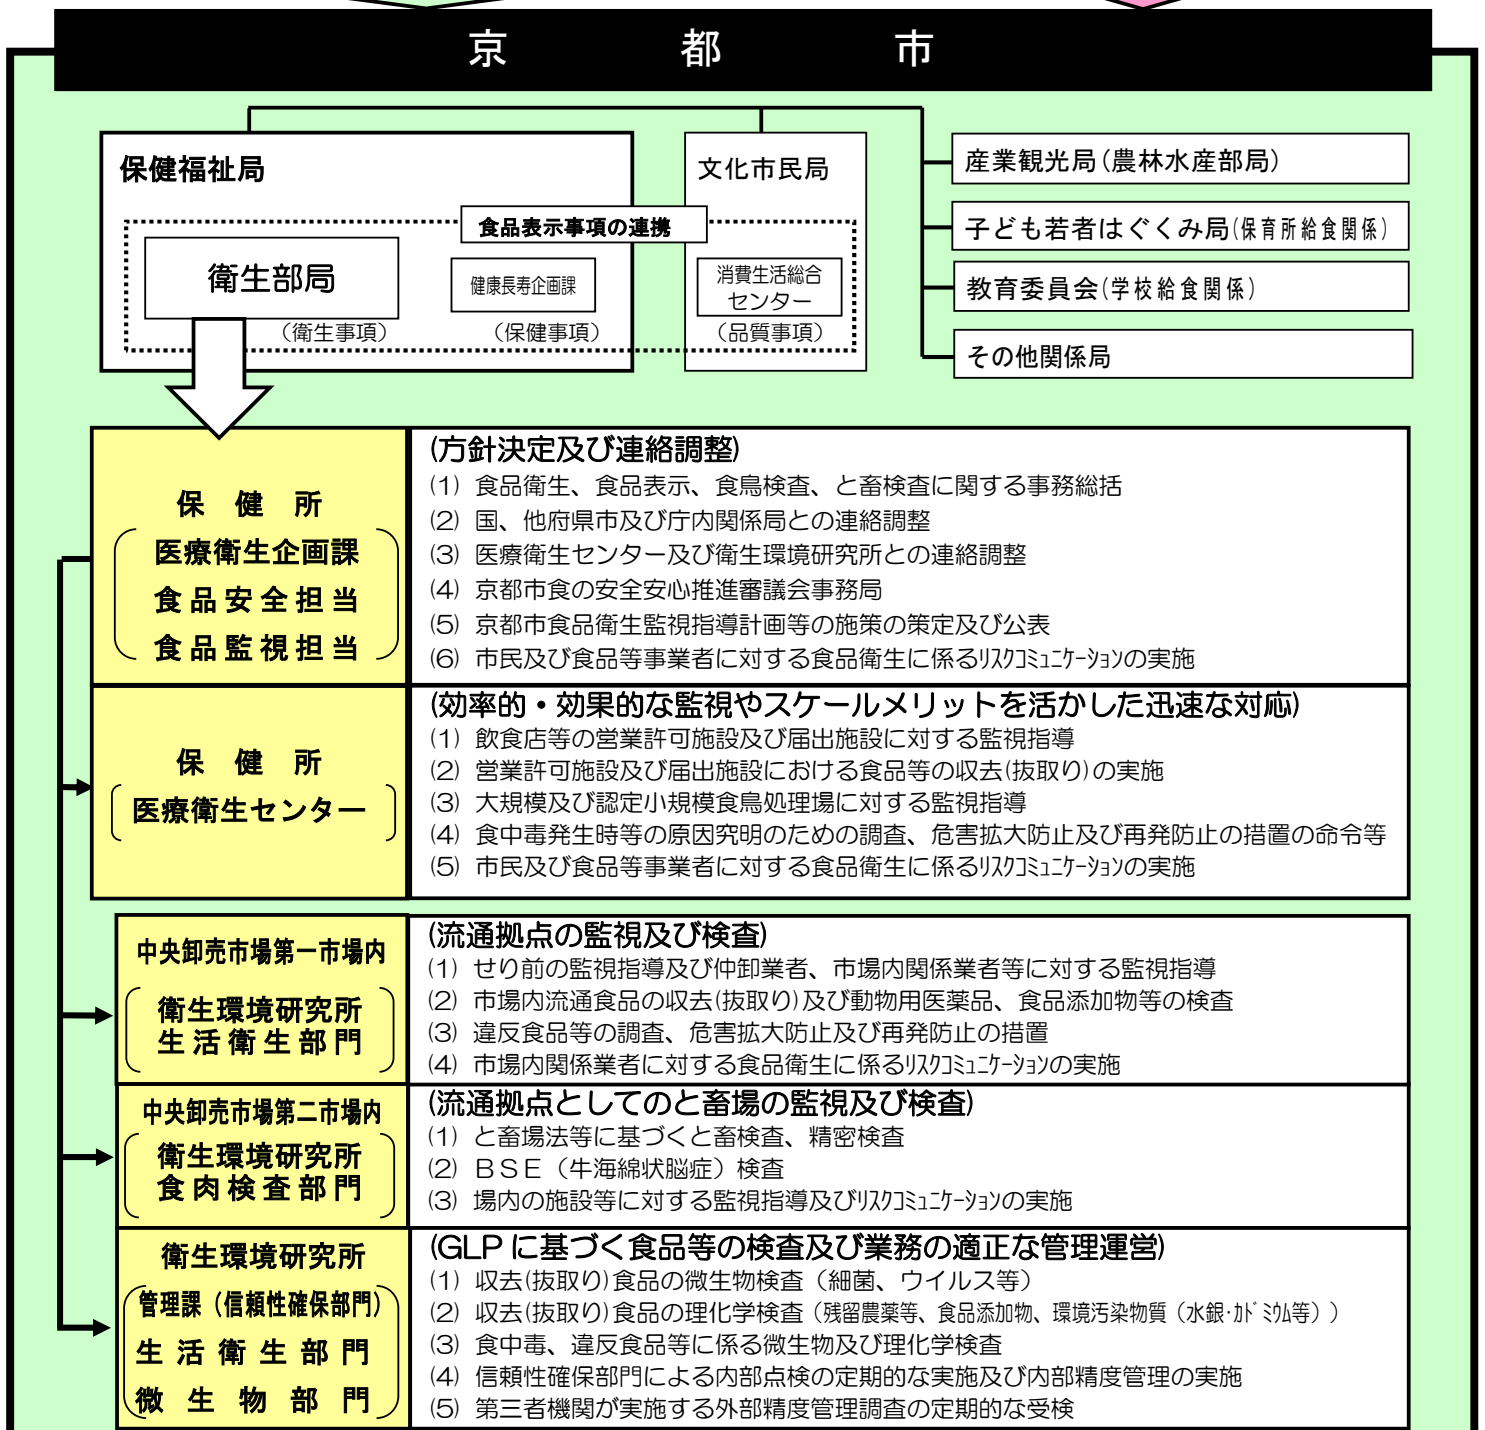 京都市
保健福祉局
文化市民局
産業観光局(農林水産部局)
子ども若者はぐくみ局(保育所給食関係)
教育委員会(学校給食関係)
その他関係局
食品表示事項の連携
衛生部局
(衛生事項)
健康長寿企画課
(保健事項)
消費生活総合
センター
(品質事項)
保健所
医療衛生企画課
食品安全担当
食品監視担当
(方針決定及び連絡調整)
(1) 食品衛生、食品表示、食鳥検査、と畜検査に関する事務総括
(2) 国、他府県市及び庁内関係局との連絡調整
(3) 医療衛生センター及び衛生環境研究所との連絡調整
(4) 京都市食の安全安心推進審議会事務局
(5) 京都市食品衛生監視指導計画等の施策の策定及び公表
(6) 市民及び食品等事業者に対する食品衛生に係るリスクコミュニケーションの実施
保健所
医療衛生センター
(効率的・効果的な監視やスケールメリットを活かした迅速な対応)
(1) 飲食店等の営業許可施設及び届出施設に対する監視指導
(2) 営業許可施設及び届出施設における食品等の収去(抜取り)の実施
(3) 大規模及び認定小規模食鳥処理場に対する監視指導
(4) 食中毒発生時等の原因究明のための調査、危害拡大防止及び再発防止の措置の命令等
(5) 市民及び食品等事業者に対する食品衛生に係るリスクコミュニケーションの実施
中央卸売市場第一市場内
衛生環境研究所
生活衛生部門
(流通拠点の監視及び検査)
(1) せり前の監視指導及び仲卸業者、市場内関係業者等に対する監視指導
(2) 市場内流通食品の収去(抜取り)及び動物用医薬品、食品添加物等の検査
(3) 違反食品等の調査、危害拡大防止及び再発防止の措置
(4) 市場内関係業者に対する食品衛生に係るリスクコミュニケーションの実施
中央卸売市場第二市場内
衛生環境研究所
食肉検査部門
(流通拠点としてのと畜場の監視及び検査)
(1) と畜場法等に基づくと畜検査、精密検査
(2) BSE(牛海綿状脳症)検査
(3) 場内の施設等に対する監視指導及びリスクコミュニケーションの実施
衛生環境研究所
管理課(信頼性確保部門)
生活衛生部門
微生物部門
(GLPに基づく食品等の検査及び業務の適正な管理運営)
(1) 収去(抜取り)食品の微生物検査(細菌、ウイルス等)
(2) 収去(抜取り)食品の理化学検査(残留農薬等、食品添加物、環境汚染物質(水銀・カドミウム等))
(3) 食中毒、違反食品等に係る微生物及び理化学検査
(4) 信頼性確保部門による内部点検の定期的な実施及び内部精度管理の実施
(5) 第三者機関が実施する外部精度管理調査の定期的な受検